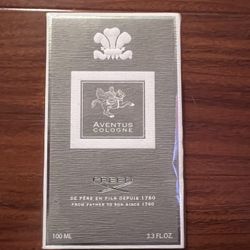 AVENTUS
COLOGNE
CREED
DE PÈRE EN FILS DEPUIS 1760
FROM FATHER TO SON SINCE 1760
100 ML 3.3 FL.OZ.